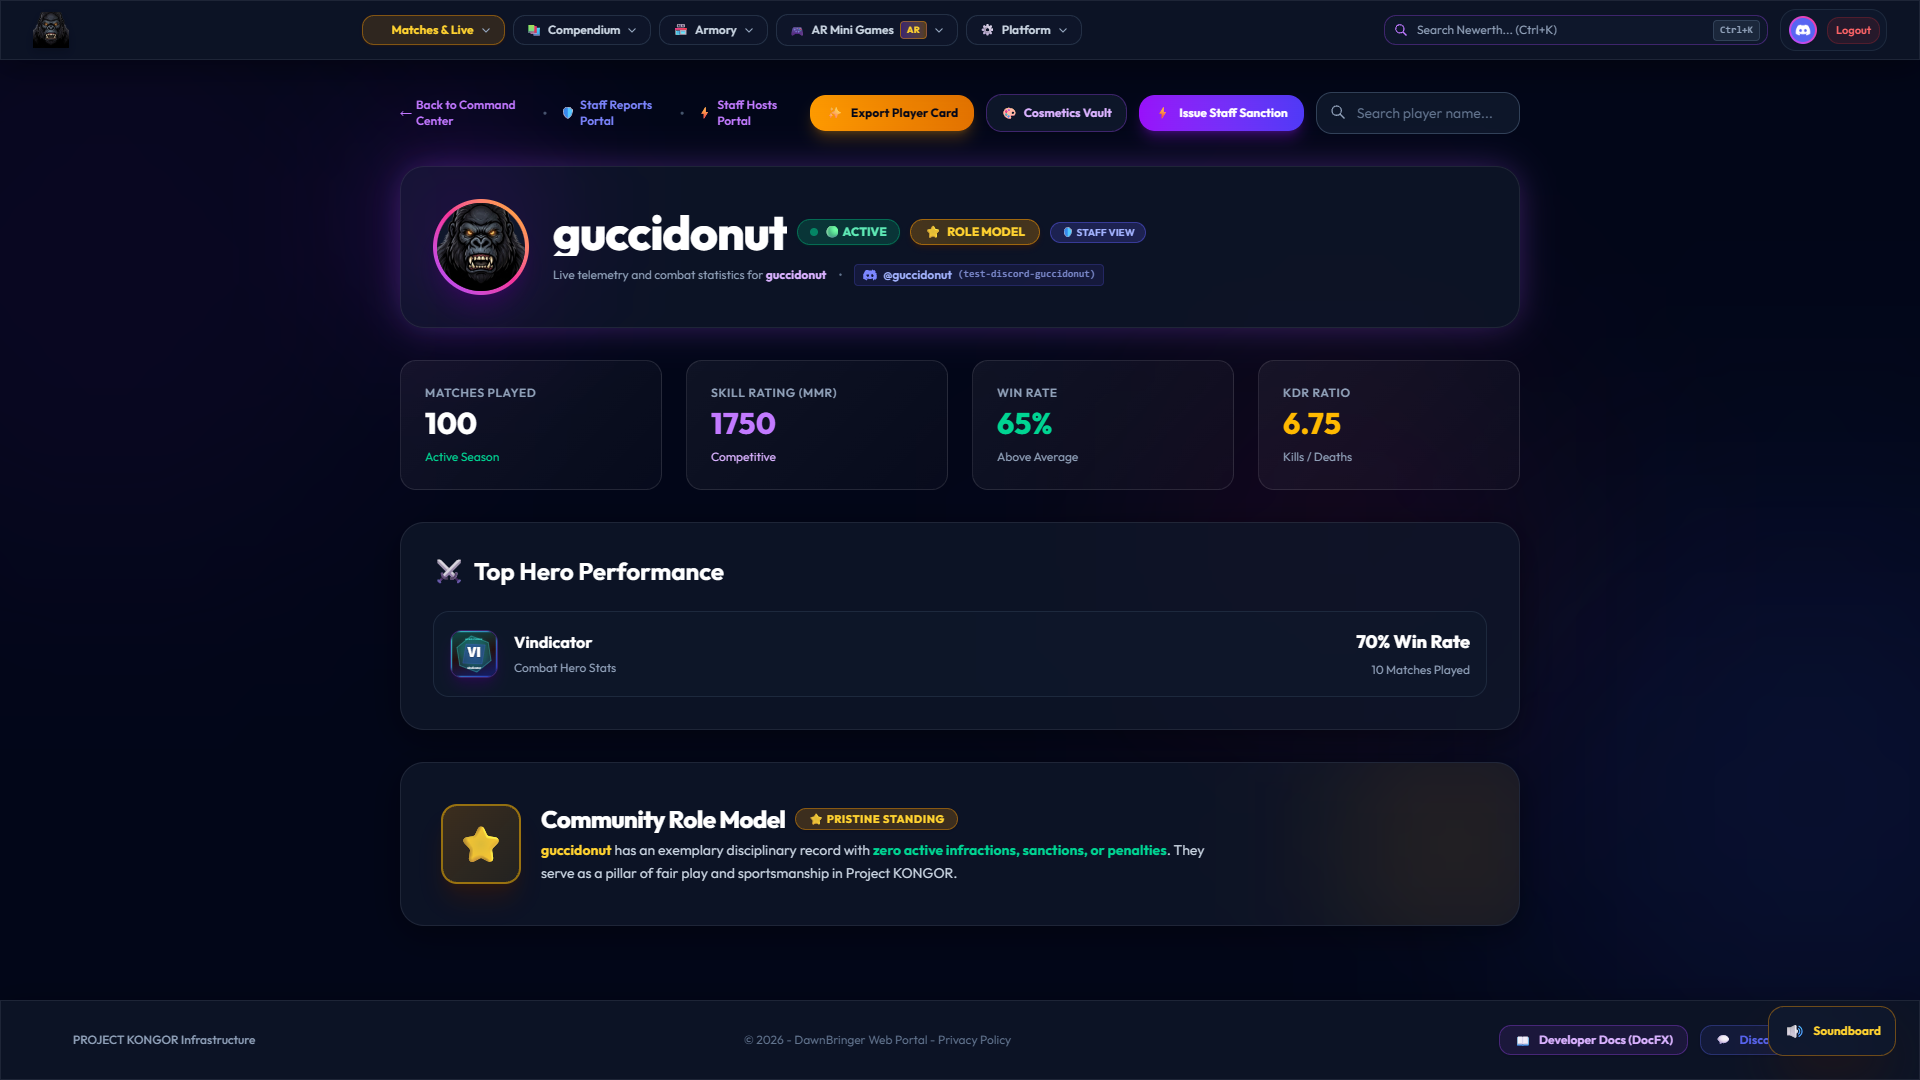 Matches & Live
Compendium
Armory
AR Mini Games AR
Platform
Search Newerth... (Ctrl+K)
Ctrl+K
Logout
← Back to Command Center
•
Staff Reports Portal
•
Staff Hosts Portal
Export Player Card
Cosmetics Vault
Issue Staff Sanction
Search player name...
guccidonut
ACTIVE
ROLE MODEL
STAFF VIEW
Live telemetry and combat statistics for guccidonut • @guccidonut (test-discord-guccidonut)
MATCHES PLAYED
100
Active Season
SKILL RATING (MMR)
1750
Competitive
WIN RATE
65%
Above Average
KDR RATIO
6.75
Kills / Deaths
Top Hero Performance
VI
Vindicator
Combat Hero Stats
70% Win Rate
10 Matches Played
Community Role Model
PRISTINE STANDING
guccidonut has an exemplary disciplinary record with zero active infractions, sanctions, or penalties. They
serve as a pillar of fair play and sportsmanship in Project KONGOR.
PROJECT KONGOR Infrastructure
© 2026 - DawnBringer Web Portal - Privacy Policy
Developer Docs (DocFX)
Disco
Soundboard